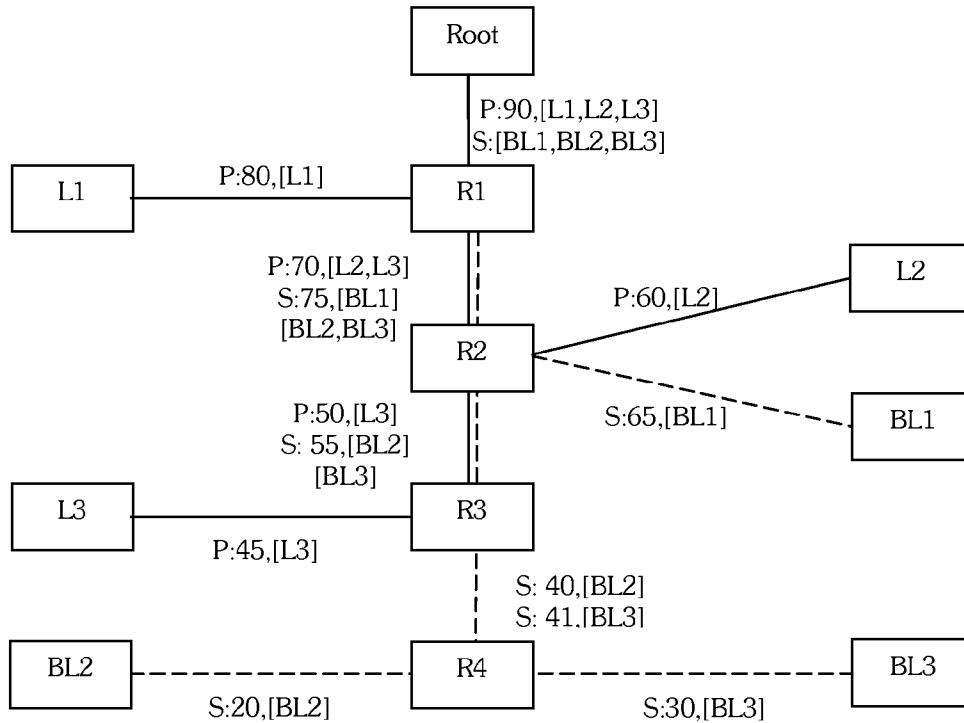 Root
P:90,[L1,L2,L3]
S:[BL1,BL2,BL3]
L1
P:80,[L1]
R1
P:70,[L2,L3]
S:75,[BL1]
[BL2,BL3]
P:60,[L2]
L2
R2
P:50,[L3]
S: 55,[BL2]
[BL3]
S:65,[BL1]
BL1
L3
P:45,[L3]
R3
S: 40,[BL2]
S: 41,[BL3]
BL2
S:20,[BL2]
R4
S:30,[BL3]
BL3